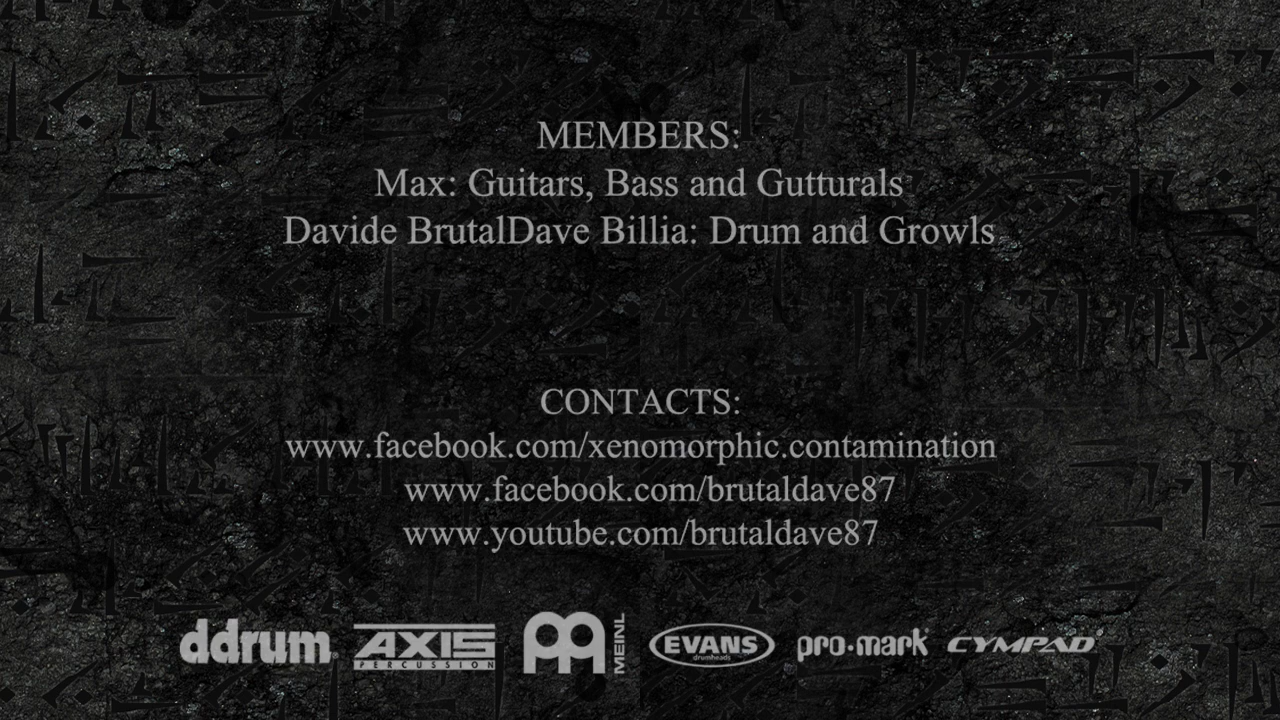 MEMBERS:
Max: Guitars, Bass and Gutturals
Davide BrutalDave Billia: Drum and Growls
CONTACTS:
www.facebook.com/xenomorphic.contamination
www.facebook.com/brutaldave87
www.youtube.com/brutaldave87
ddrum AXIS PERCUSSION MEINL EVANS drumheads pro·mark CYMPAD